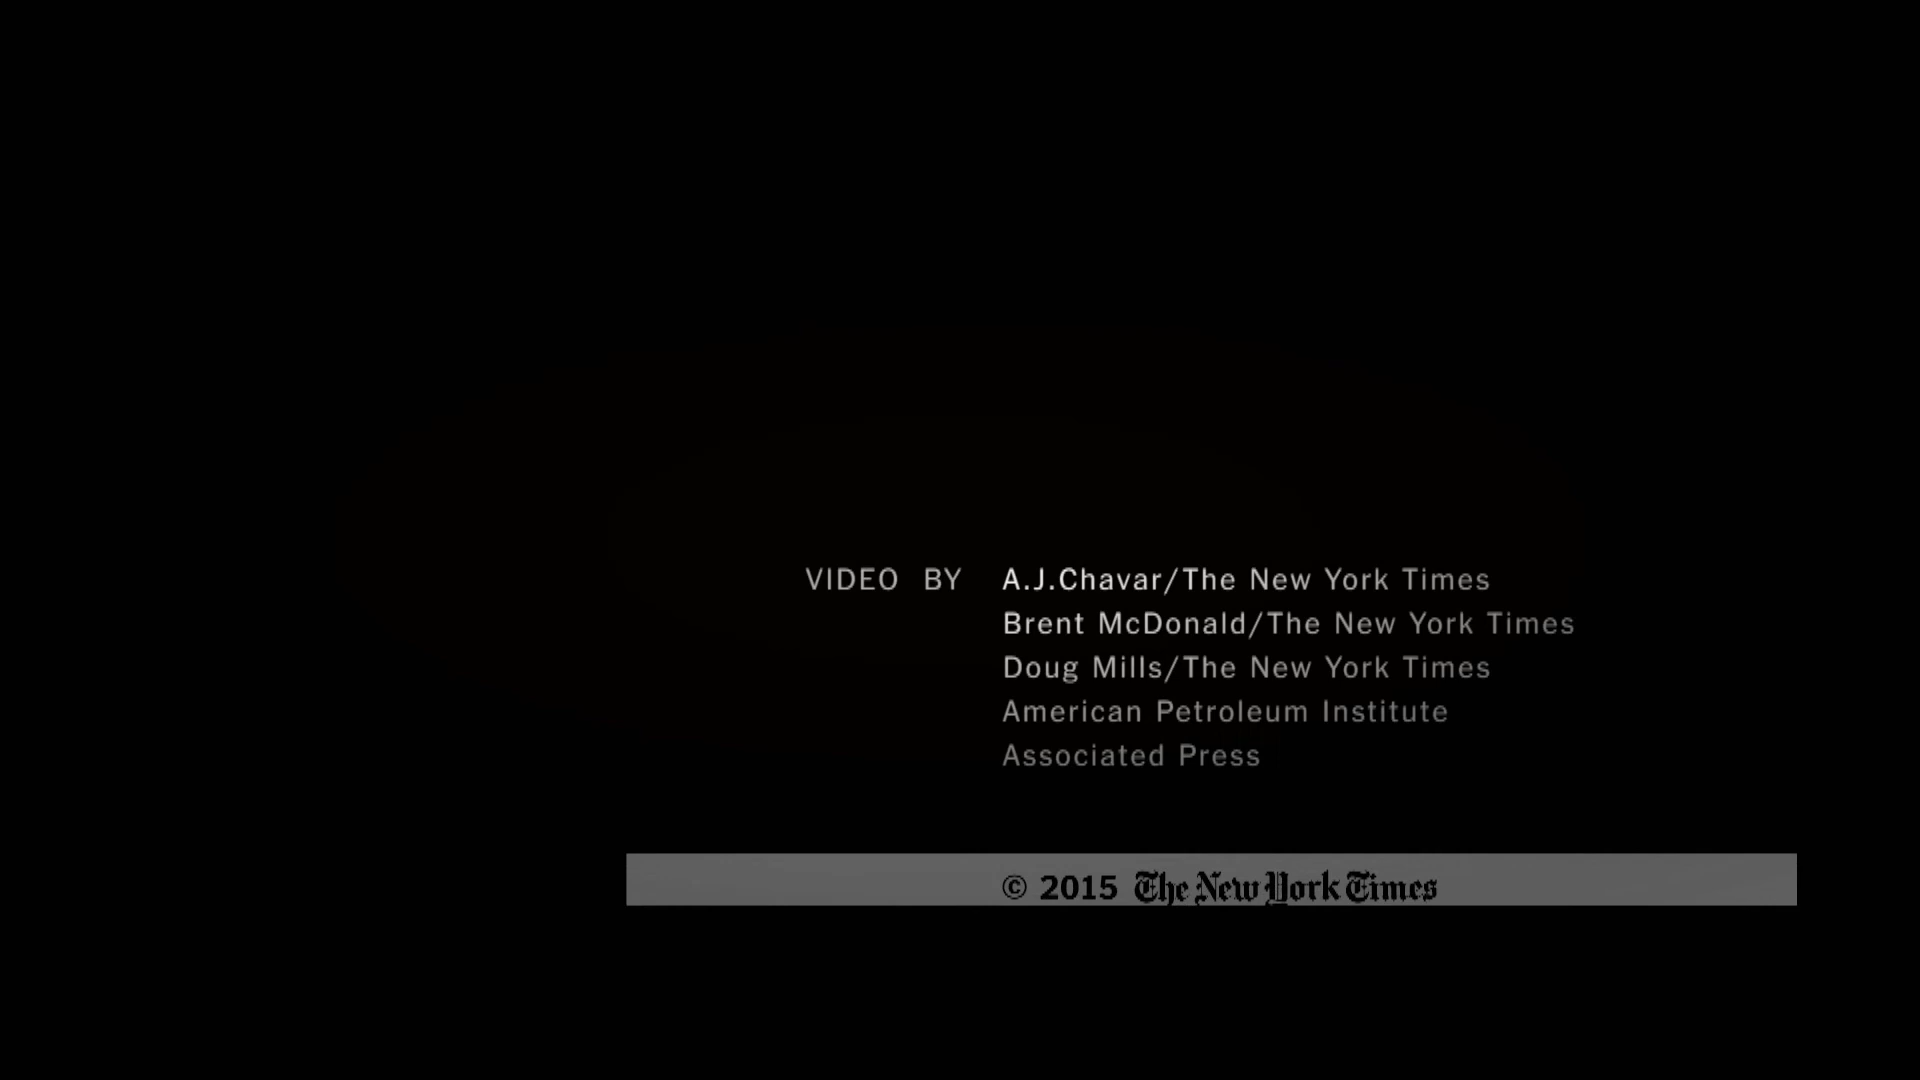 VIDEO BY A.J.Chavar/The New York Times
Brent McDonald/The New York Times
Doug Mills/The New York Times
American Petroleum Institute
Associated Press
© 2015 The New York Times